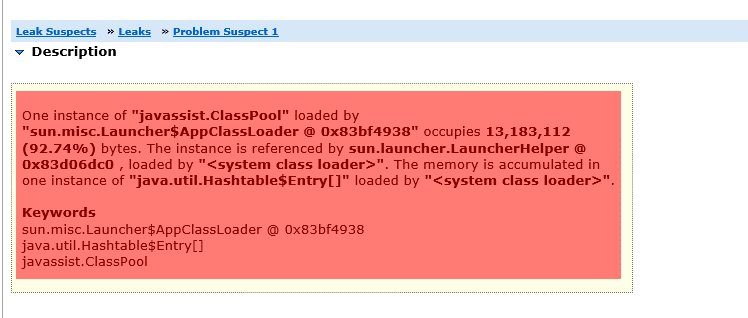 Leak Suspects » Leaks » Problem Suspect 1
Description
One instance of "javassist.ClassPool" loaded by
"sun.misc.Launcher$AppClassLoader @ 0x83bf4938" occupies 13,183,112
(92.74%) bytes. The instance is referenced by sun.launcher.LauncherHelper @
0x83d06dc0 , loaded by "<system class loader>". The memory is accumulated in
one instance of "java.util.Hashtable$Entry[]" loaded by "<system class loader>".
Keywords
sun.misc.Launcher$AppClassLoader @ 0x83bf4938
java.util.Hashtable$Entry[]
javassist.ClassPool